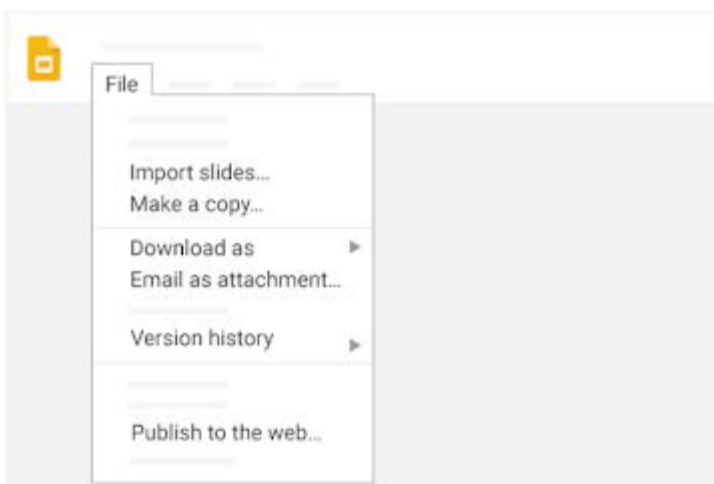 File
Import slides...
Make a copy...
Download as
Email as attachment...
Version history
Publish to the web...